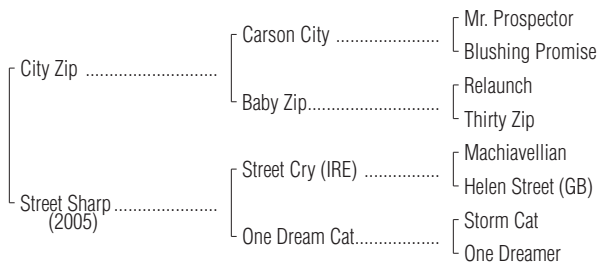 Mr. Prospector
Carson City ......................
Blushing Promise
City Zip ............................
Relaunch
Baby Zip............................
Thirty Zip
Machiavellian
Street Cry (IRE) ................
Helen Street (GB)
Street Sharp ......................
(2005)
Storm Cat
One Dream Cat..................
One Dreamer